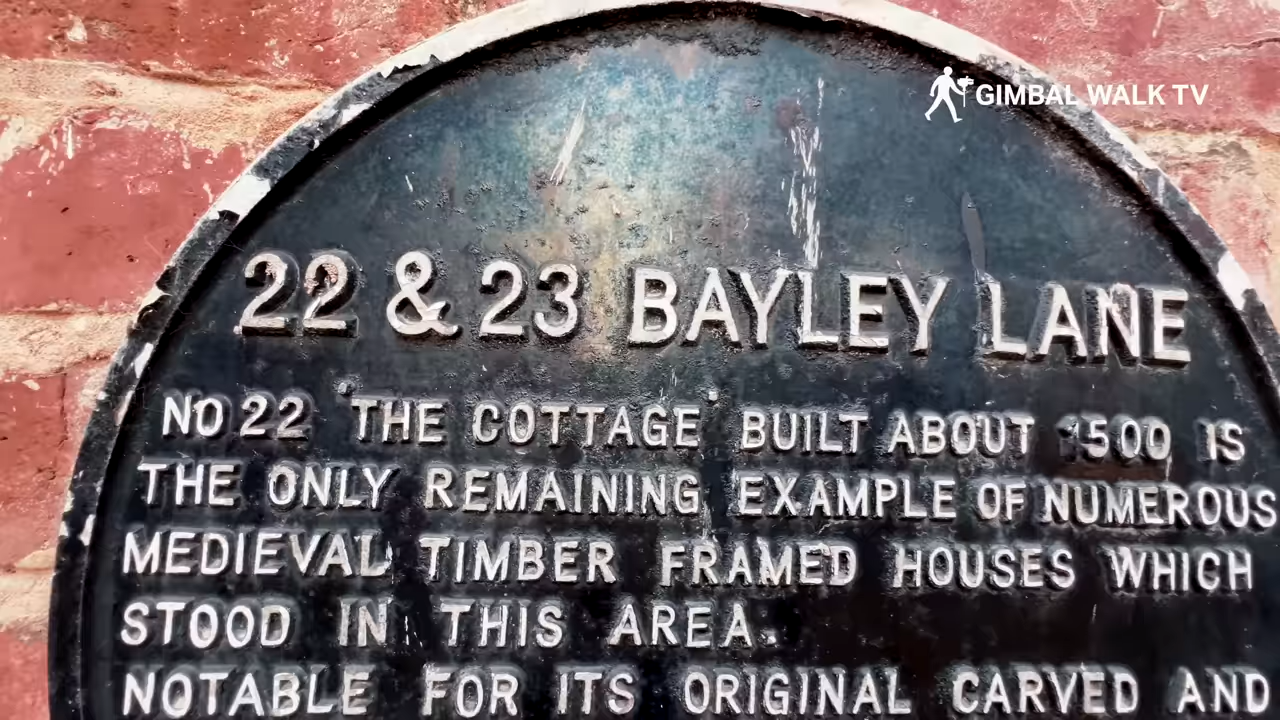 GIMBAL WALK TV
22 & 23 BAYLEY LANE
NO 22 "THE COTTAGE" BUILT ABOUT 1500 IS
THE ONLY REMAINING EXAMPLE OF NUMEROUS
MEDIEVAL TIMBER FRAMED HOUSES WHICH
STOOD IN THIS AREA.
NOTABLE FOR ITS ORIGINAL CARVED AND